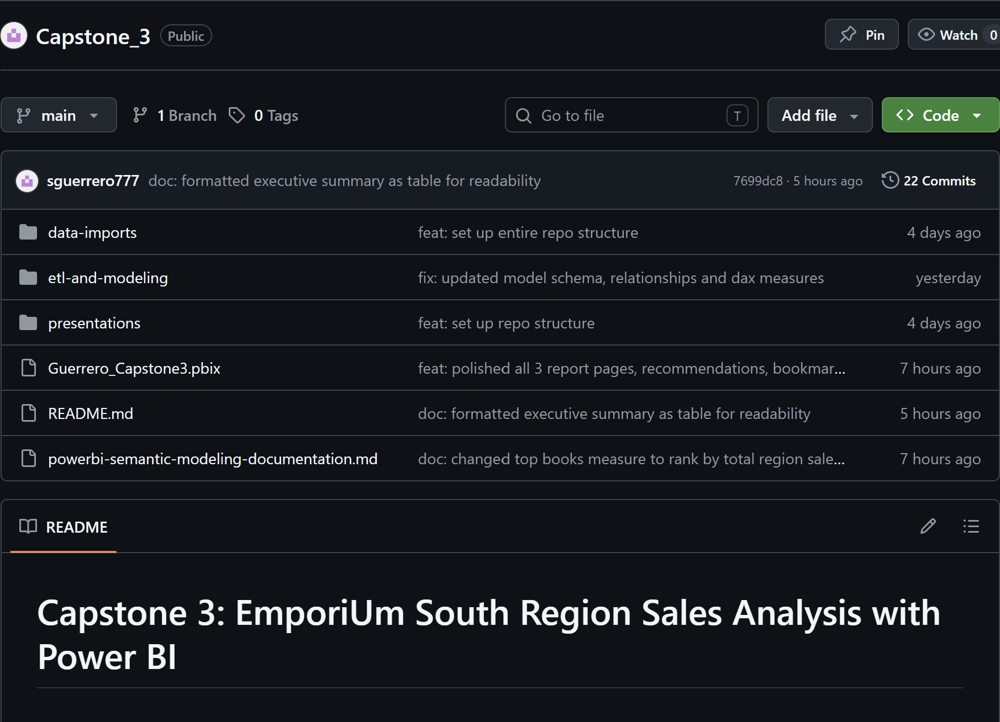 Capstone_3 Public Pin Watch 0
main 1 Branch 0 Tags Go to file T Add file Code
sguerrero777 doc: formatted executive summary as table for readability 7699dc8 · 5 hours ago 22 Commits
data-imports feat: set up entire repo structure 4 days ago
etl-and-modeling fix: updated model schema, relationships and dax measures yesterday
presentations feat: set up repo structure 4 days ago
Guerrero_Capstone3.pbix feat: polished all 3 report pages, recommendations, bookmar... 7 hours ago
README.md doc: formatted executive summary as table for readability 5 hours ago
powerbi-semantic-modeling-documentation.md doc: changed top books measure to rank by total region sale... 7 hours ago
README
Capstone 3: EmporiUm South Region Sales Analysis with
Power BI